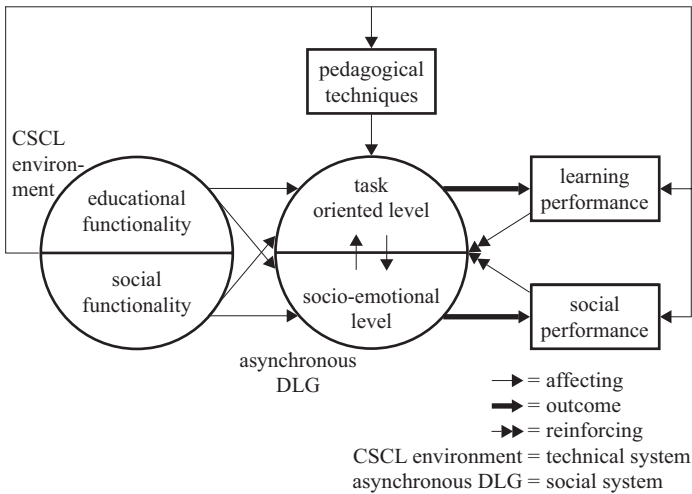 pedagogical
techniques
CSCL
environ-
ment
educational
functionality
social
functionality
task
oriented level
socio-emotional
level
learning
performance
social
performance
asynchronous
DLG
= affecting
= outcome
= reinforcing
CSCL environment = technical system
asynchronous DLG = social system